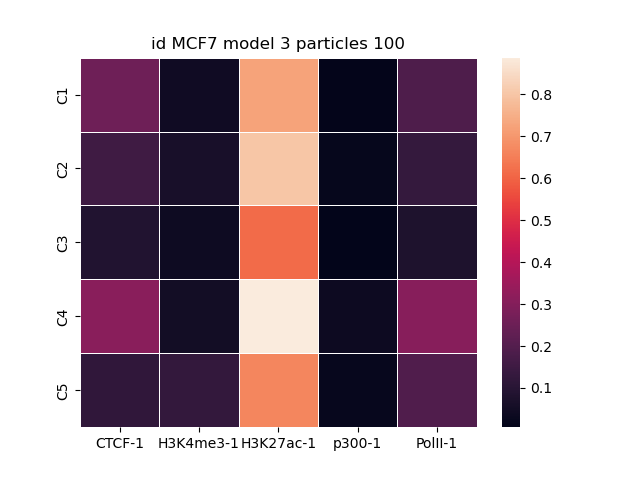 id MCF7 model 3 particles 100
C1
C2
C3
C4
C5
CTCF-1 H3K4me3-1 H3K27ac-1 p300-1 PolII-1
0.8
0.7
0.6
0.5
0.4
0.3
0.2
0.1